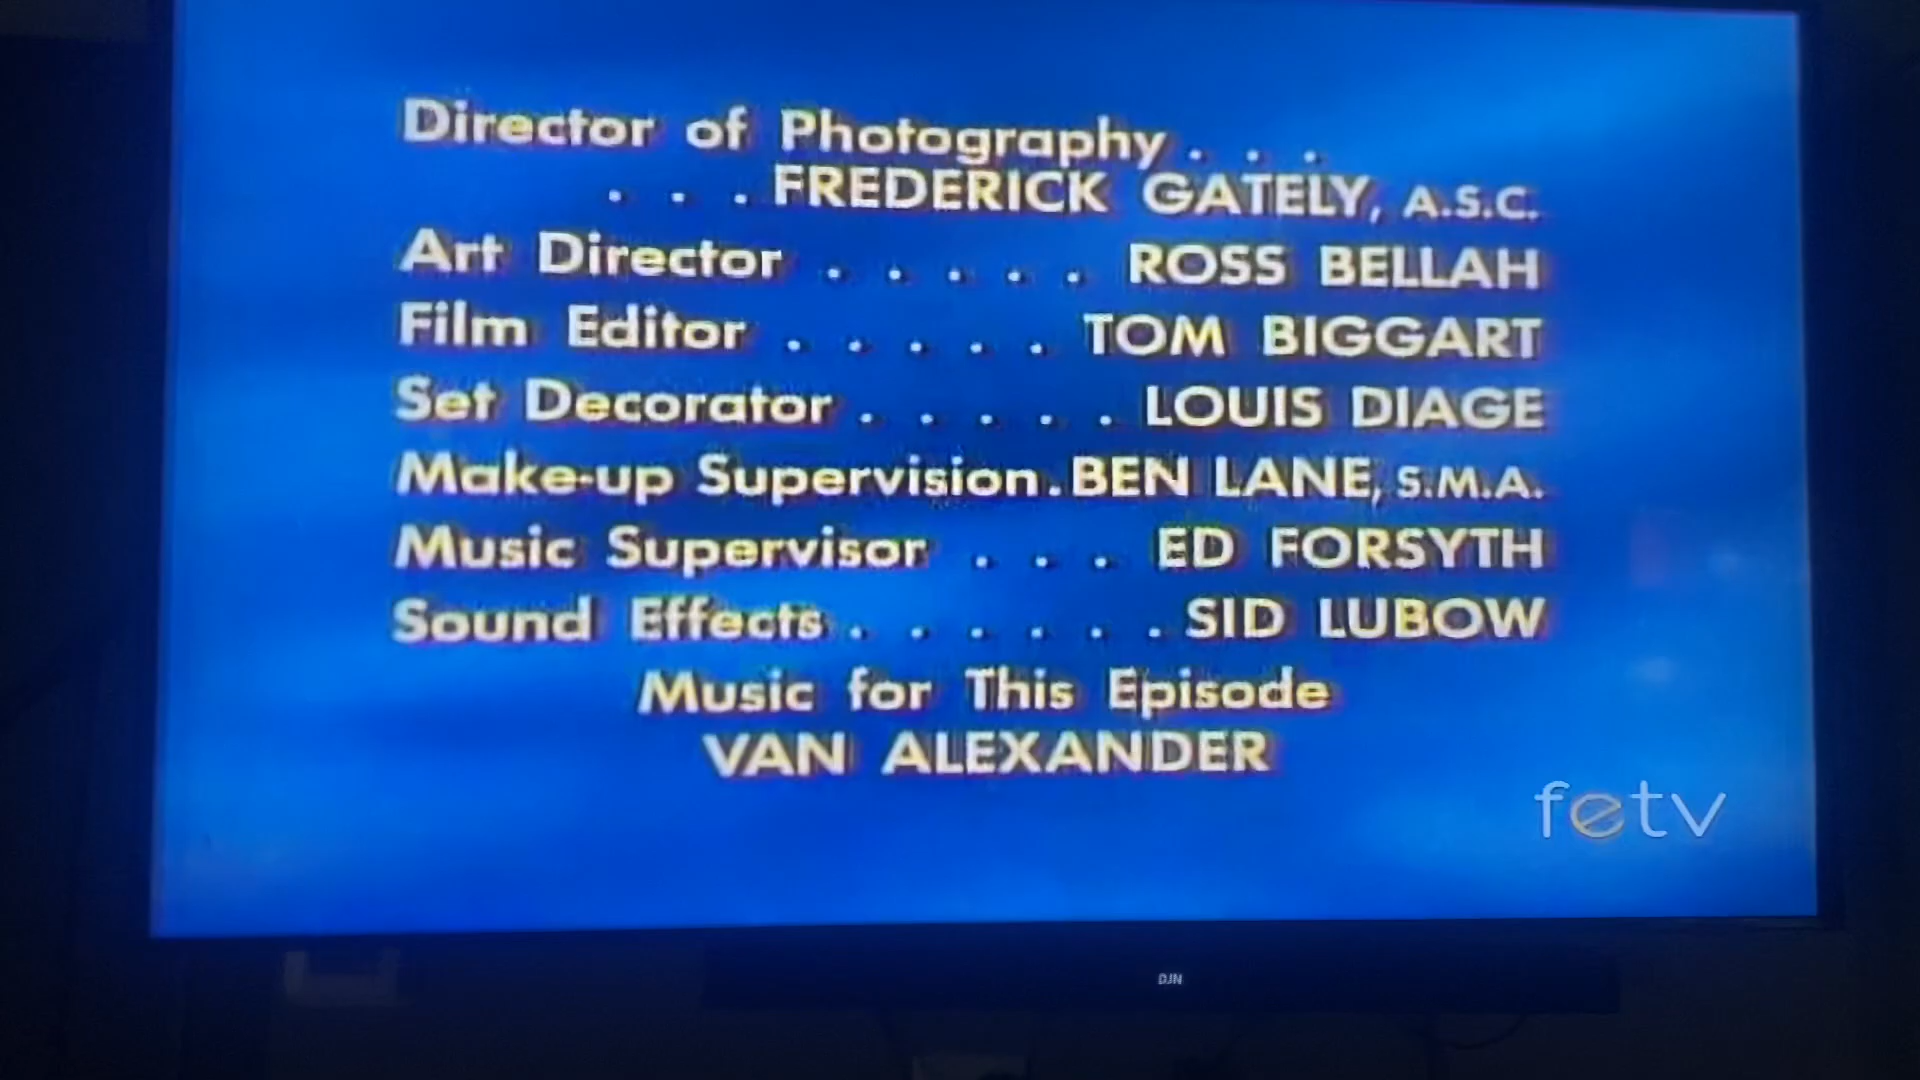 Director of Photography . . .
. . . FREDERICK GATELY, A.S.C.
Art Director . . . . . ROSS BELLAH
Film Editor . . . . . TOM BIGGART
Set Decorator . . . . . LOUIS DIAGE
Make-up Supervision . BEN LANE, S.M.A.
Music Supervisor . . . ED FORSYTH
Sound Effects . . . . . . SID LUBOW
Music for This Episode
VAN ALEXANDER
fetv
DJN